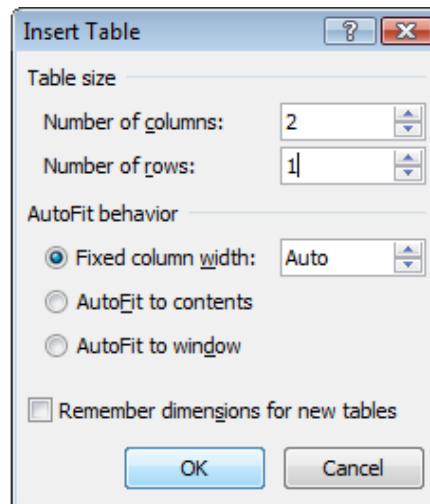 Insert Table
Table size
Number of columns: 2
Number of rows: 1
AutoFit behavior
Fixed column width: Auto
AutoFit to contents
AutoFit to window
Remember dimensions for new tables
OK Cancel